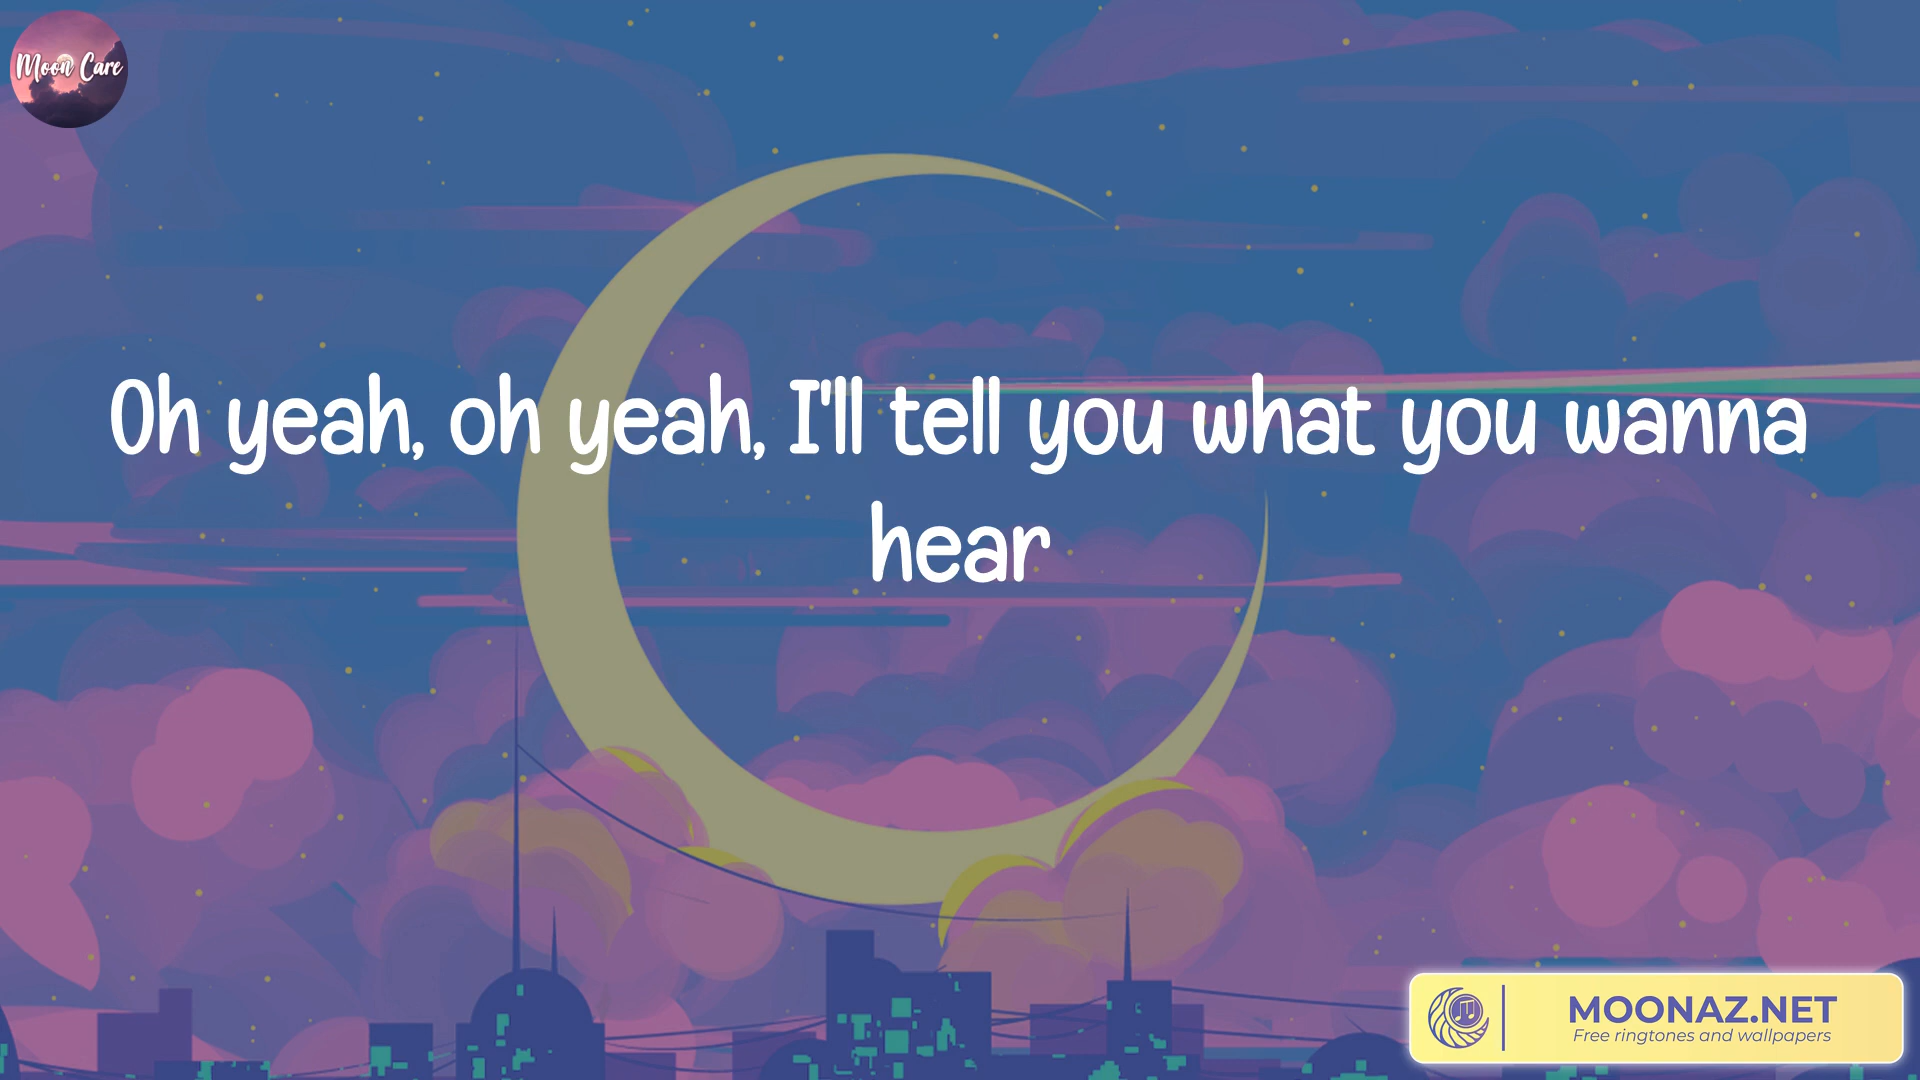 Moon Care
Oh yeah, oh yeah, I'll tell you what you wanna
hear
MOONAZ.NET
Free ringtones and wallpapers